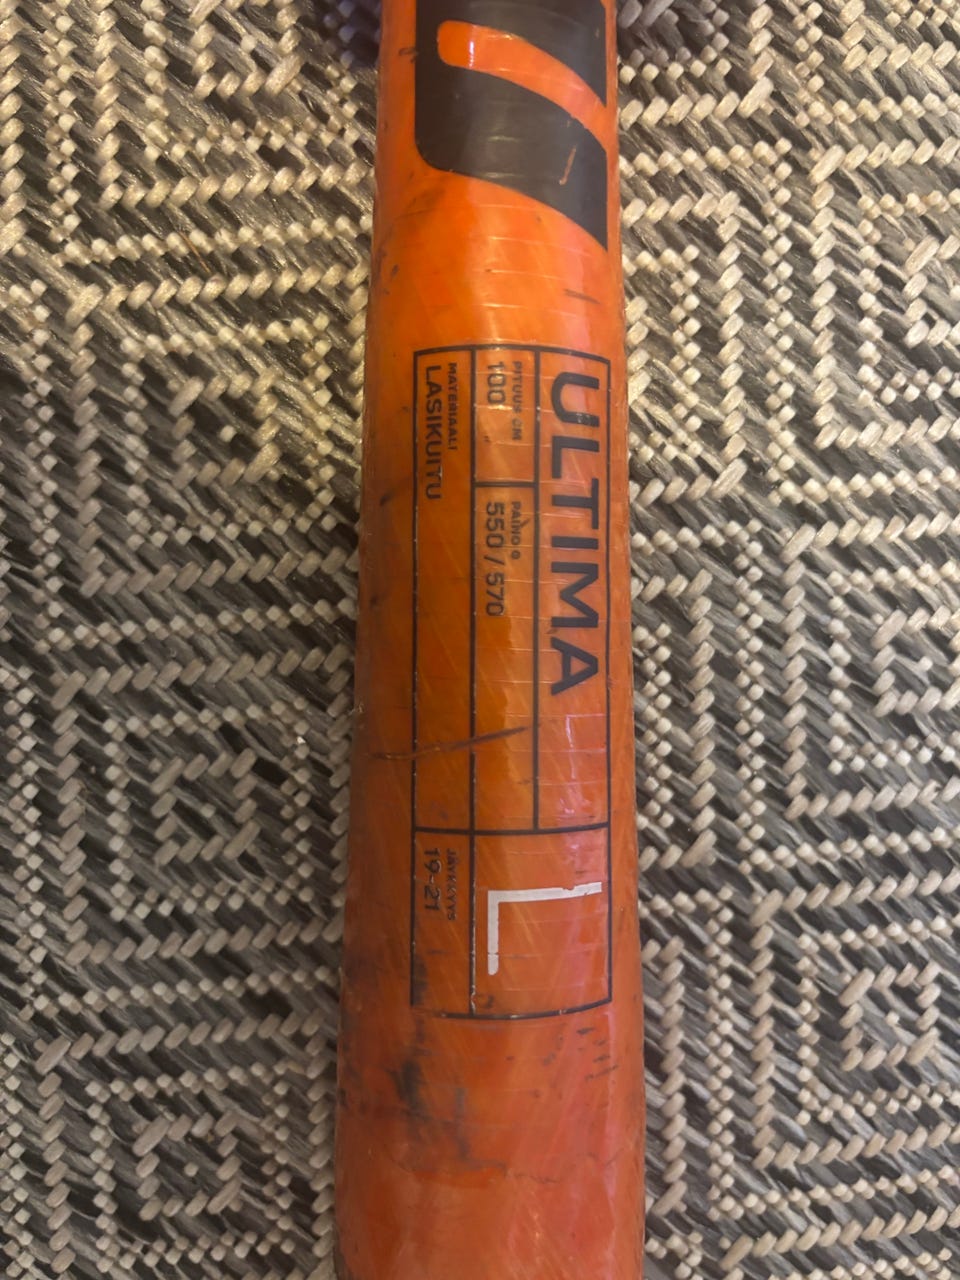 ULTIMA
L
PITUUS CM
100
PAINO G
550 / 570
MATERIAALI
LASIKUITU
JÄYKKYYS
19-21